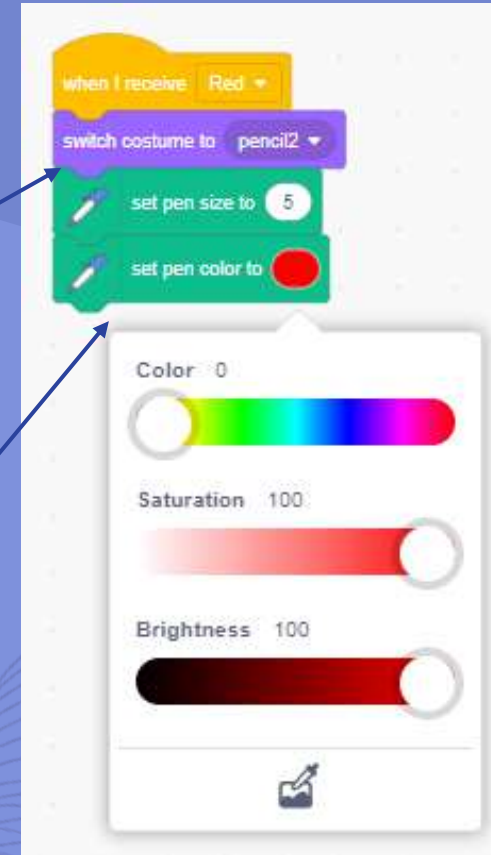 when I receive Red
switch costume to pencil2
set pen size to 5
set pen color to
Color 0
Saturation 100
Brightness 100